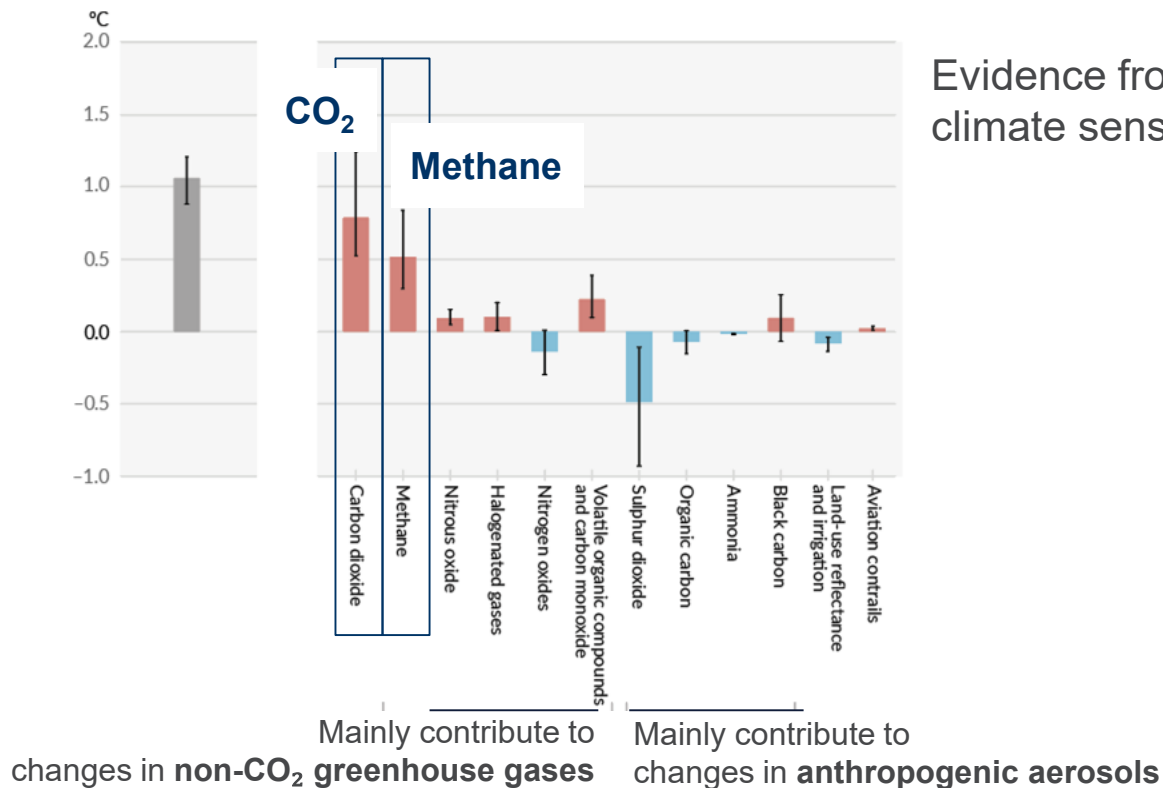 °C
2.0
1.5
1.0
0.5
0.0
−0.5
−1.0
CO₂
Methane
Evidence
climate
Carbon dioxide
Methane
Nitrous oxide
Halogenated gases
Nitrogen oxides
Volatile organic compounds
and carbon monoxide
Sulphur dioxide
Organic carbon
Ammonia
Black carbon
Land-use reflectance
and irrigation
Aviation contrails
Mainly contribute to
changes in non-CO₂ greenhouse gases
Mainly contribute to
changes in anthropogenic aerosols